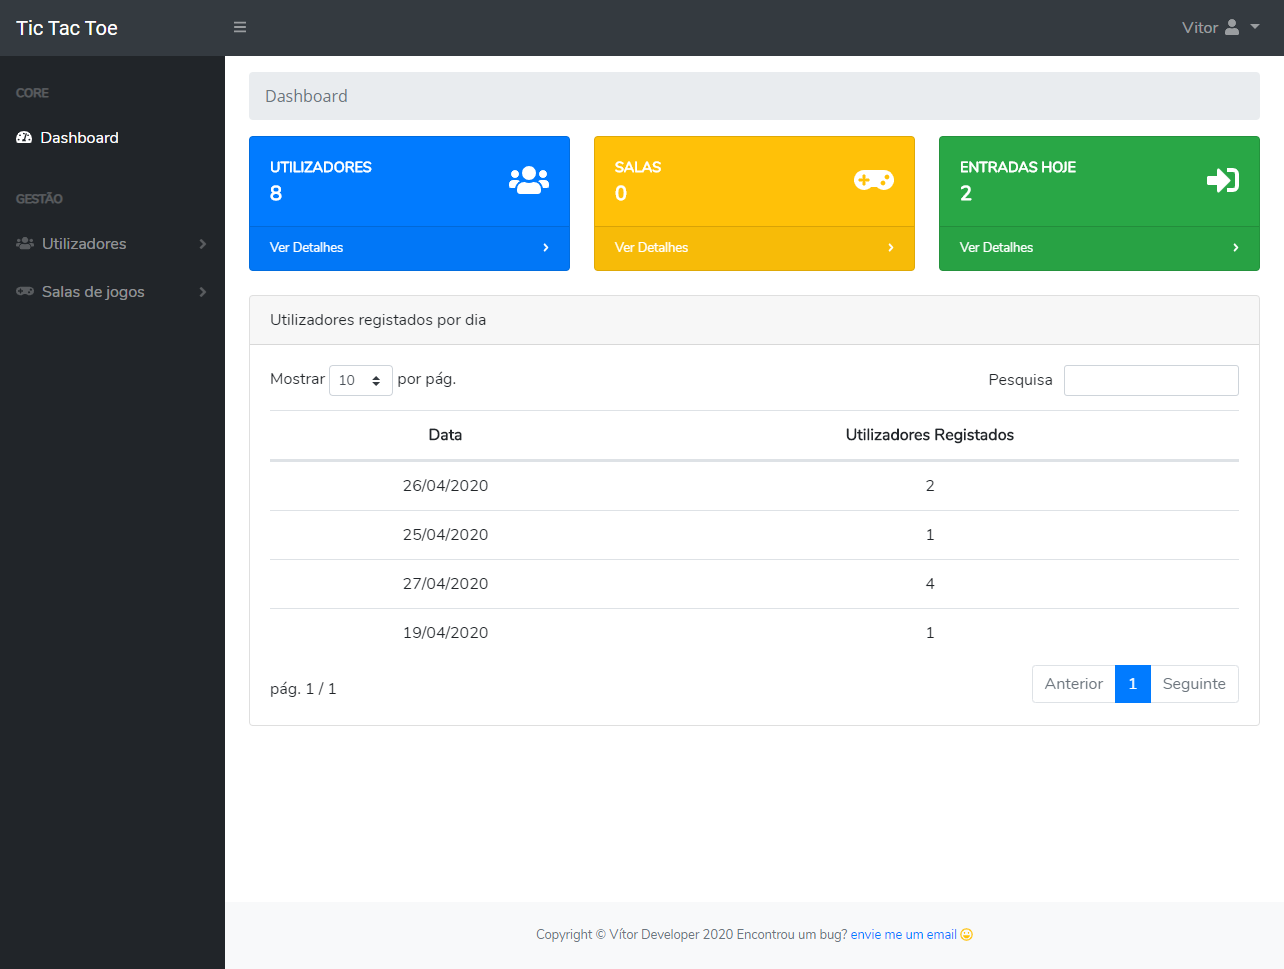 Tic Tac Toe
Vitor
CORE
Dashboard
GESTÃO
Utilizadores
Salas de jogos
Dashboard
UTILIZADORES
8
Ver Detalhes
SALAS
0
Ver Detalhes
ENTRADAS HOJE
2
Ver Detalhes
Utilizadores registados por dia
Mostrar 10 por pág.
Pesquisa
Data Utilizadores Registados
26/04/2020 2
25/04/2020 1
27/04/2020 4
19/04/2020 1
pág. 1 / 1
Anterior 1 Seguinte
Copyright © Vítor Developer 2020 Encontrou um bug? envie me um email